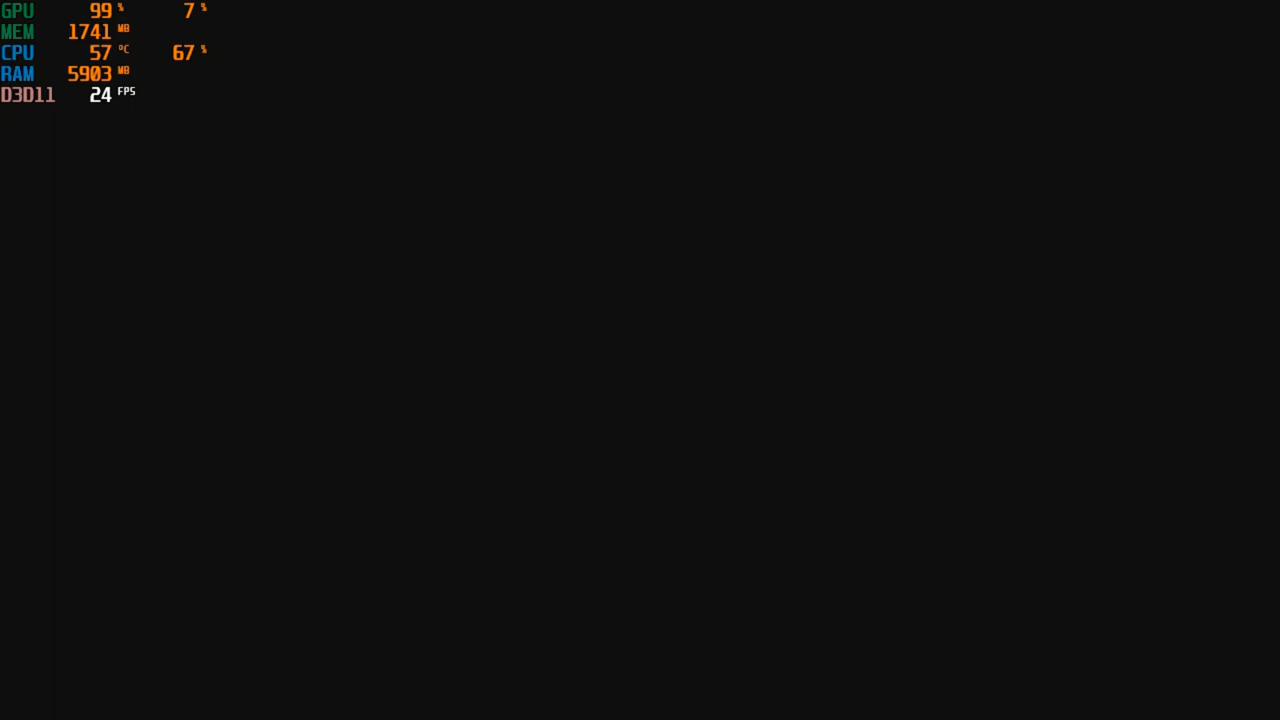 GPU 99 % 7 %
MEM 1741 MB
CPU 57 °C 67 %
RAM 5903 MB
D3D11 24 FPS